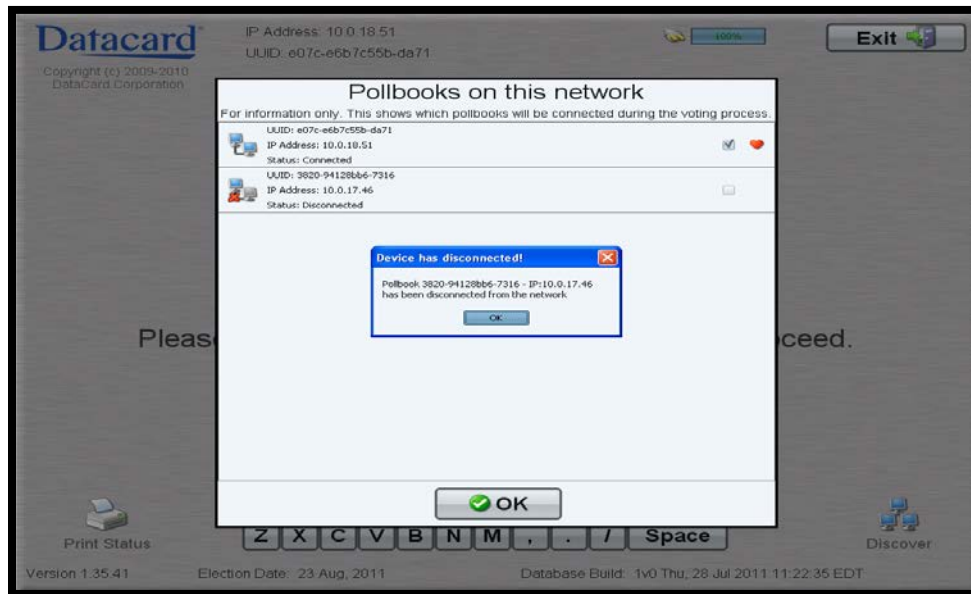 Datacard
Copyright (c) 2009-2010
DataCard Corporation
IP Address: 10.0.18.51
UUID: e07c-e6b7c55b-da71
100%
Exit
Pollbooks on this network
For information only. This shows which pollbooks will be connected during the voting process.
UUID: e07c-e6b7c55b-da71
IP Address: 10.0.18.51
Status: Connected
UUID: 3820-94128bb6-7316
IP Address: 10.0.17.46
Status: Disconnected
Device has disconnected!
Pollbook 3820-94128bb6-7316 - IP:10.0.17.46
has been disconnected from the network
OK
Pleas ceed.
OK
Print Status
Z X C V B N M , . / Space
Discover
Version 1.35.41 Election Date: 23 Aug, 2011 Database Build: 1v0 Thu, 28 Jul 2011 11:22:35 EDT